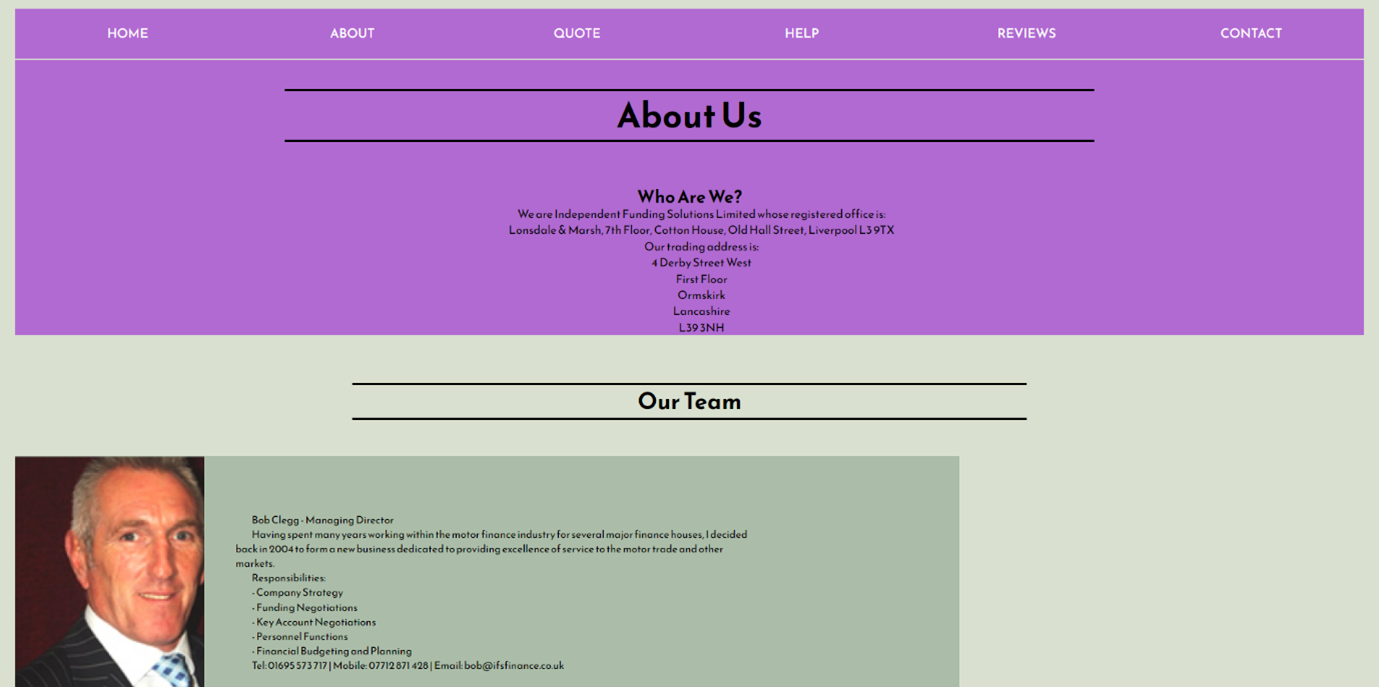 HOME ABOUT QUOTE HELP REVIEWS CONTACT
About Us
Who Are We?
We are Independent Funding Solutions Limited whose registered office is:
Lonsdale & Marsh, 7th Floor, Cotton House, Old Hall Street, Liverpool L3 9TX
Our trading address is:
4 Derby Street West
First Floor
Ormskirk
Lancashire
L39 3NH
Our Team
Bob Clegg - Managing Director
Having spent many years working within the motor finance industry for several major finance houses, I decided
back in 2004 to form a new business dedicated to providing excellence of service to the motor trade and other
markets.
Responsibilities:
- Company Strategy
- Funding Negotiations
- Key Account Negotiations
- Personnel Functions
- Financial Budgeting and Planning
Tel: 01695 573 717 | Mobile: 07712 871 428 | Email: bob@ifsfinance.co.uk